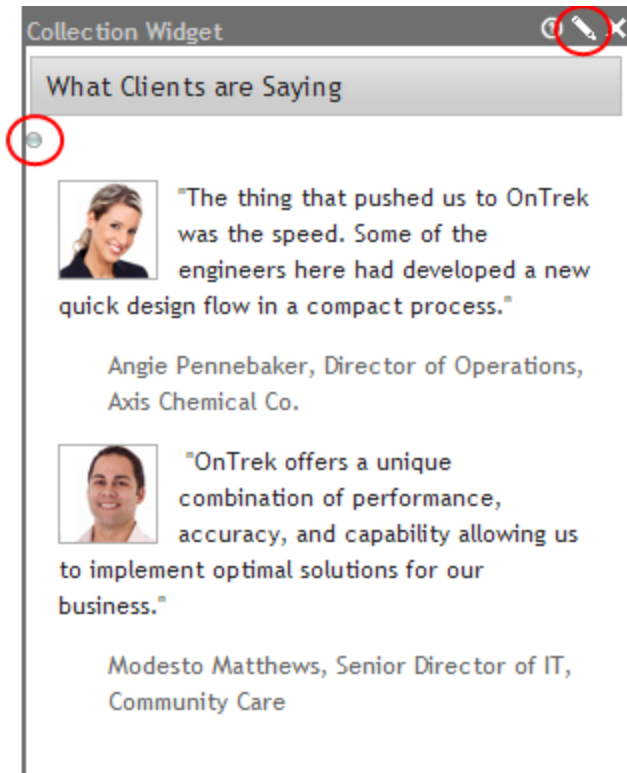 Collection Widget
What Clients are Saying
"The thing that pushed us to OnTrek
was the speed. Some of the
engineers here had developed a new
quick design flow in a compact process."
Angie Pennebaker, Director of Operations,
Axis Chemical Co.
"OnTrek offers a unique
combination of performance,
accuracy, and capability allowing us
to implement optimal solutions for our
business."
Modesto Matthews, Senior Director of IT,
Community Care